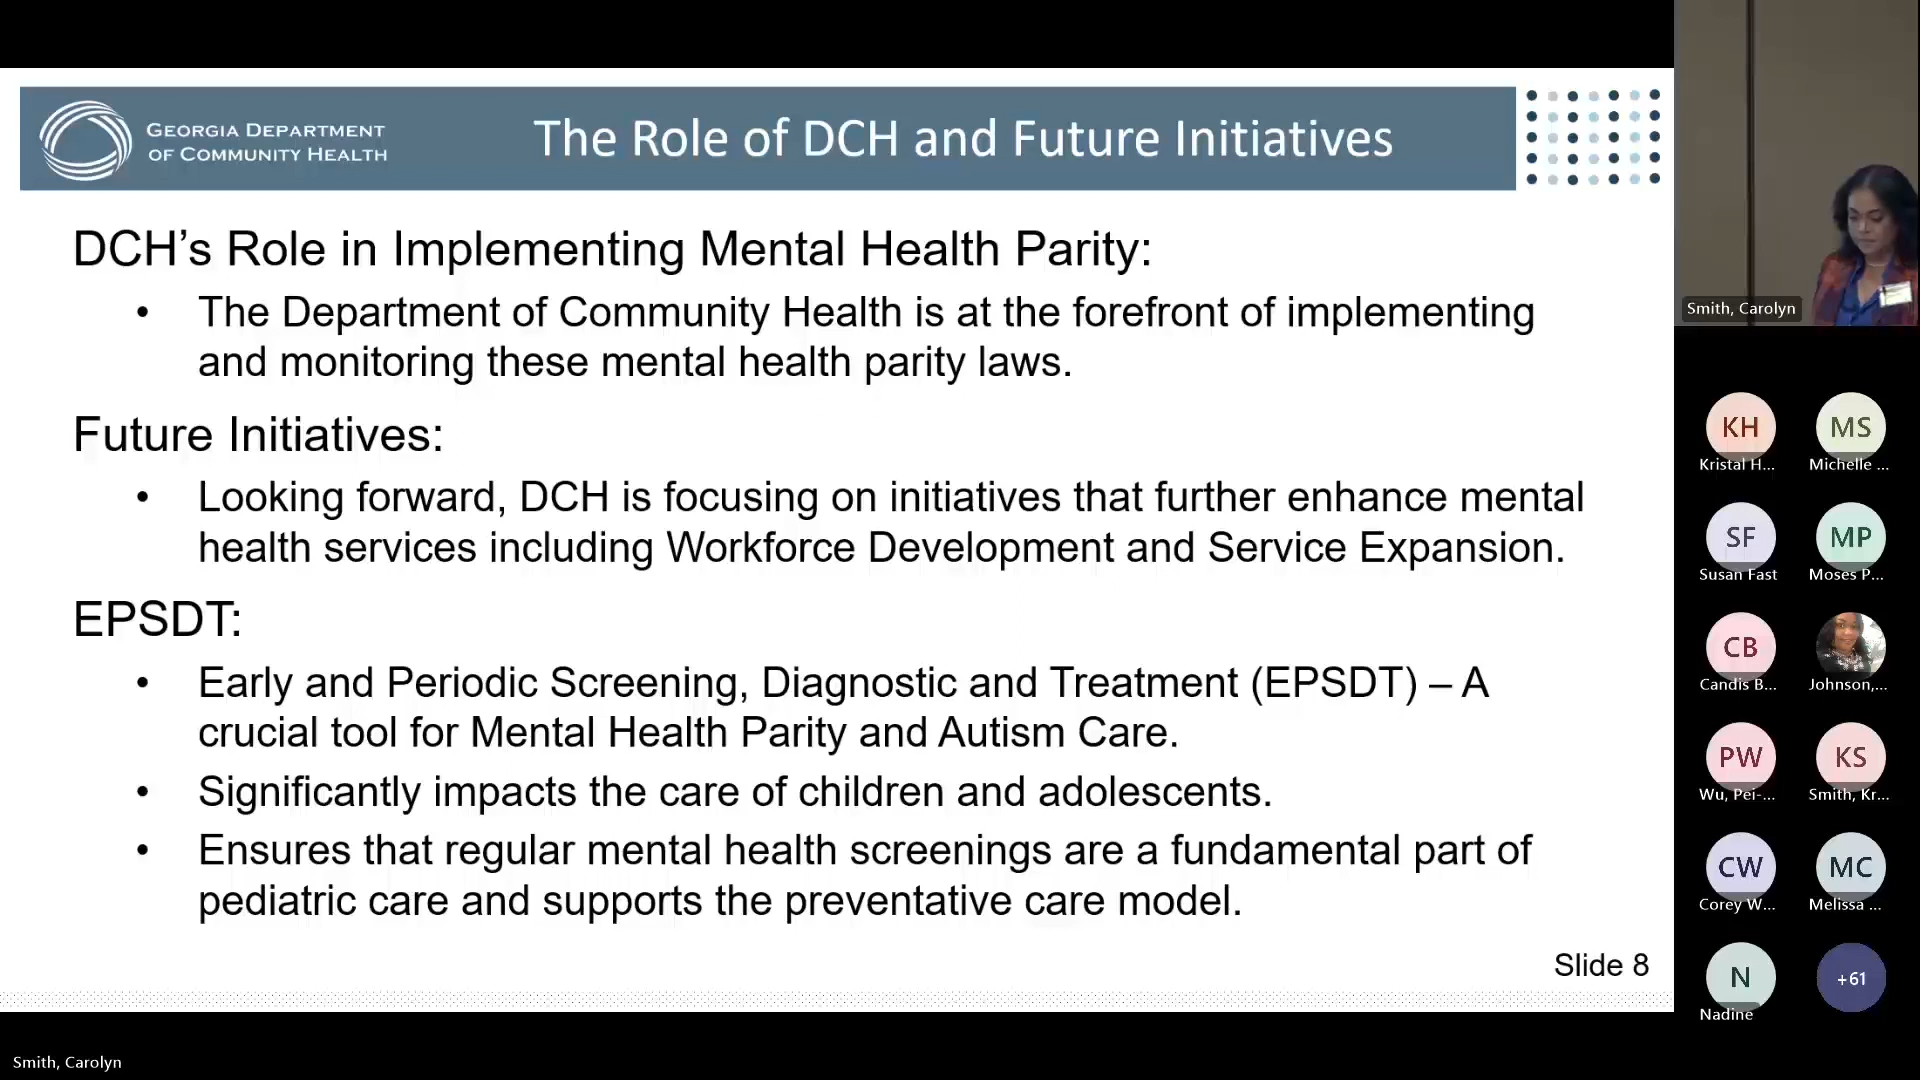 GEORGIA DEPARTMENT
OF COMMUNITY HEALTH
The Role of DCH and Future Initiatives
DCH’s Role in Implementing Mental Health Parity:
• The Department of Community Health is at the forefront of implementing
and monitoring these mental health parity laws.
Future Initiatives:
• Looking forward, DCH is focusing on initiatives that further enhance mental
health services including Workforce Development and Service Expansion.
EPSDT:
• Early and Periodic Screening, Diagnostic and Treatment (EPSDT) – A
crucial tool for Mental Health Parity and Autism Care.
• Significantly impacts the care of children and adolescents.
• Ensures that regular mental health screenings are a fundamental part of
pediatric care and supports the preventative care model.
Slide 8
Smith, Carolyn
Smith, Carolyn
KH
Kristal H...
MS
Michelle ...
SF
Susan Fast
MP
Moses P...
CB
Candis B...
Johnson,...
PW
Wu, Pei-...
KS
Smith, Kr...
CW
Corey W...
MC
Melissa ...
N
Nadine
+61